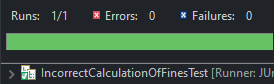 Runs: 1/1 Errors: 0 Failures: 0
IncorrectCalculationOfFinesTest [Runner: JU